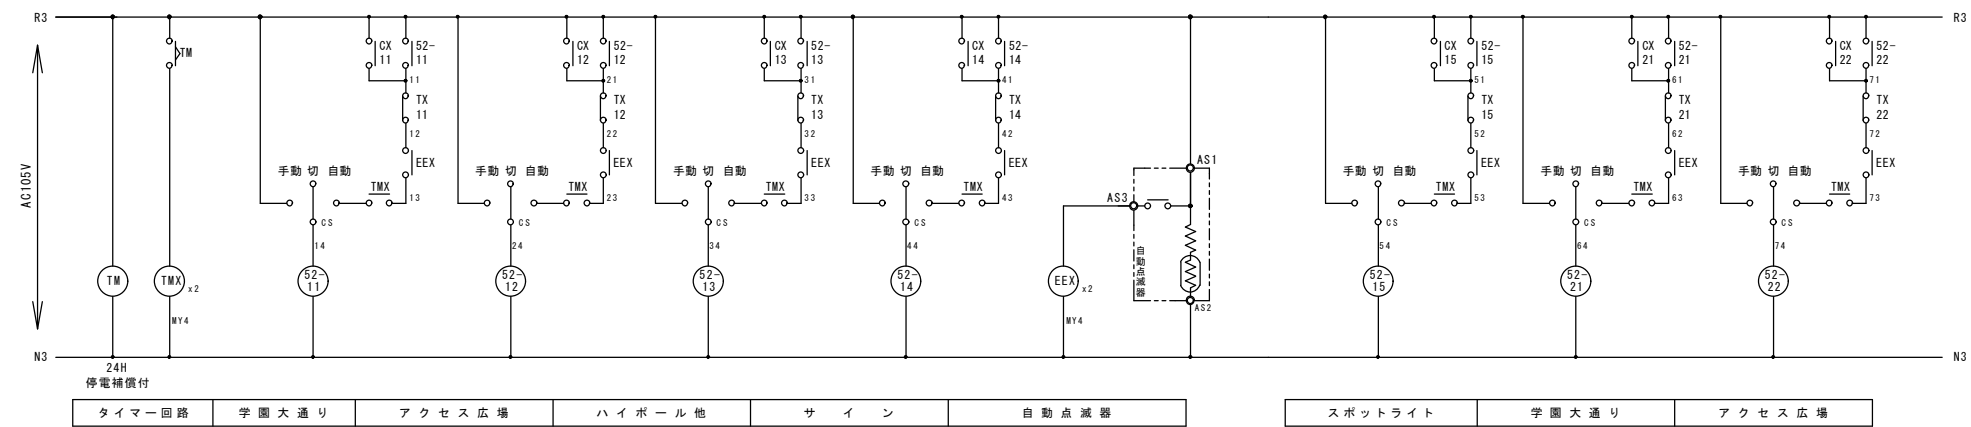 R3
R3
TM
CX 11
52-11
CX 12
52-12
CX 13
52-13
CX 14
52-14
CX 15
52-15
CX 21
52-21
CX 22
52-22
11
21
31
41
51
61
71
TX 11
TX 12
TX 13
TX 14
TX 15
TX 21
TX 22
12
22
32
42
52
62
72
EEX
EEX
EEX
EEX
EEX
EEX
EEX
AS1
AC105V
手動 切 自動
TMX
手動 切 自動
TMX
手動 切 自動
TMX
手動 切 自動
TMX
手動 切 自動
TMX
手動 切 自動
TMX
手動 切 自動
TMX
13
23
33
43
AS3
53
63
73
CS
CS
CS
CS
CS
CS
CS
14
24
34
44
54
64
74
自動点滅器
TM
TMX
x2
52-11
52-12
52-13
52-14
EEX
x2
52-15
52-21
52-22
AS2
MY4
MY4
N3
N3
24H
停電補償付
タイマー回路
学園大通り
アクセス広場
ハイポール他
サイン
自動点滅器
スポットライト
学園大通り
アクセス広場